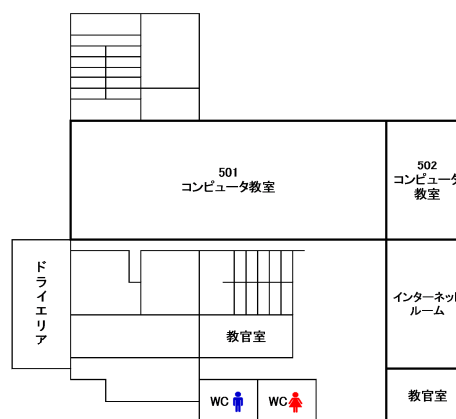 501
コンピュータ教室
502
コンピュータ
教室
ドライエリア
インターネット
ルーム
教官室
WC
WC
教官室